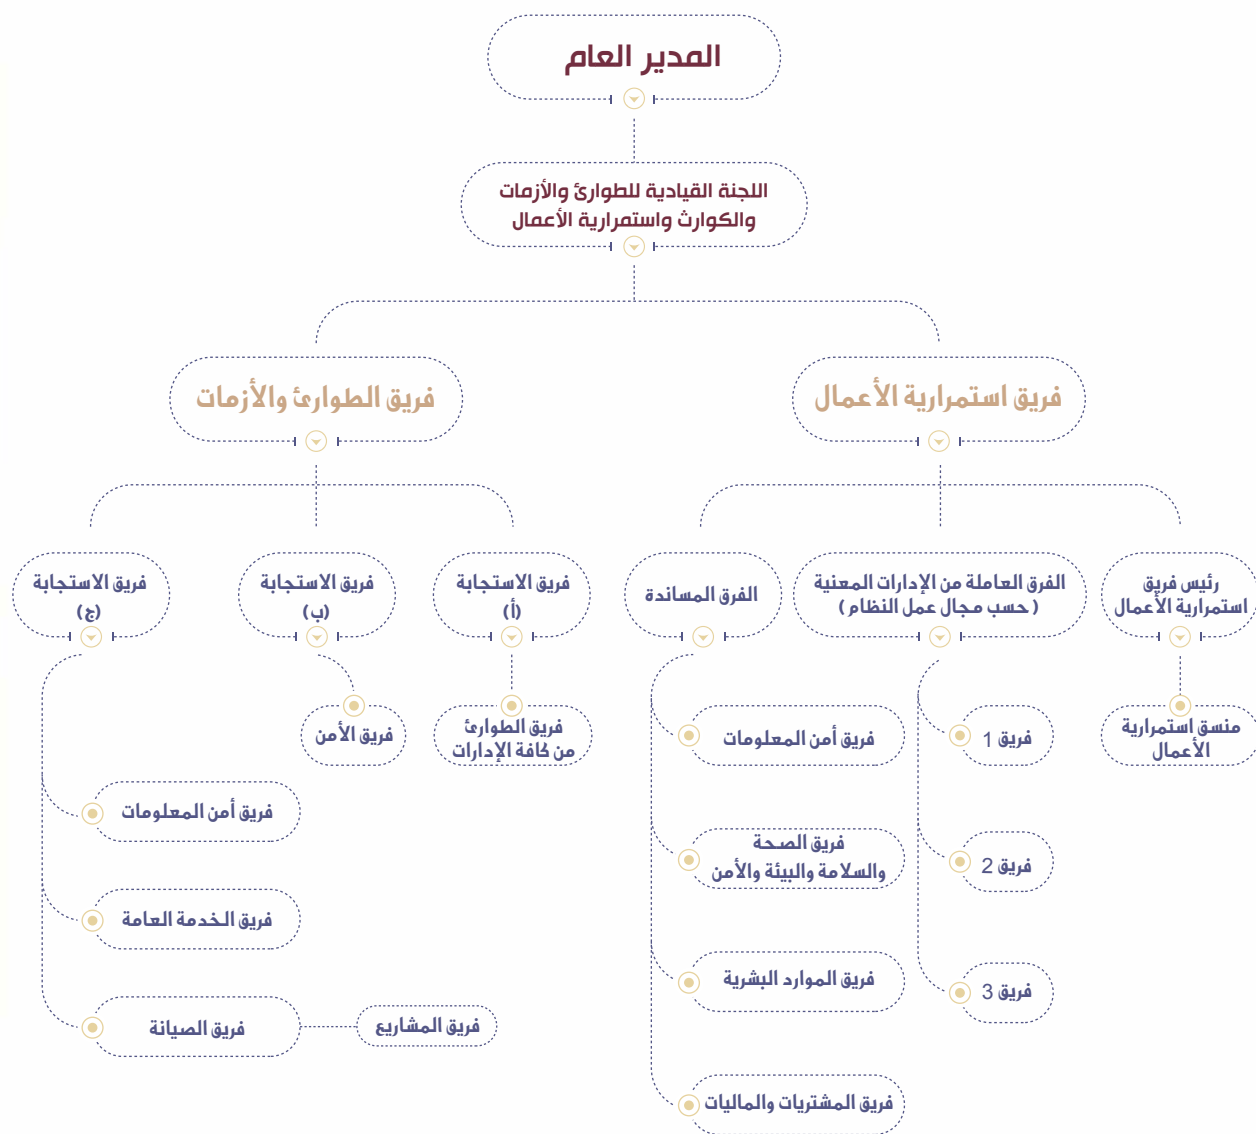 المدير العام
اللجنة القيادية للطوارئ والأزمات
والكوارث واستمرارية الأعمال
فريق استمرارية الأعمال
فريق الطوارئ والأزمات
رئيس فريق
استمرارية الأعمال
الفرق العاملة من الإدارات المعنية
( حسب مجال عمل النظام )
الفرق المساندة
فريق الاستجابة
(أ)
فريق الاستجابة
(ب)
فريق الاستجابة
(ج)
منسق استمرارية
الأعمال
فريق 1
فريق 2
فريق 3
فريق أمن المعلومات
فريق الصحة
والسلامة والبيئة والأمن
فريق الموارد البشرية
فريق المشتريات والماليات
فريق الطوارئ
من كافة الإدارات
فريق الأمن
فريق أمن المعلومات
فريق الخدمة العامة
فريق الصيانة
فريق المشاريع